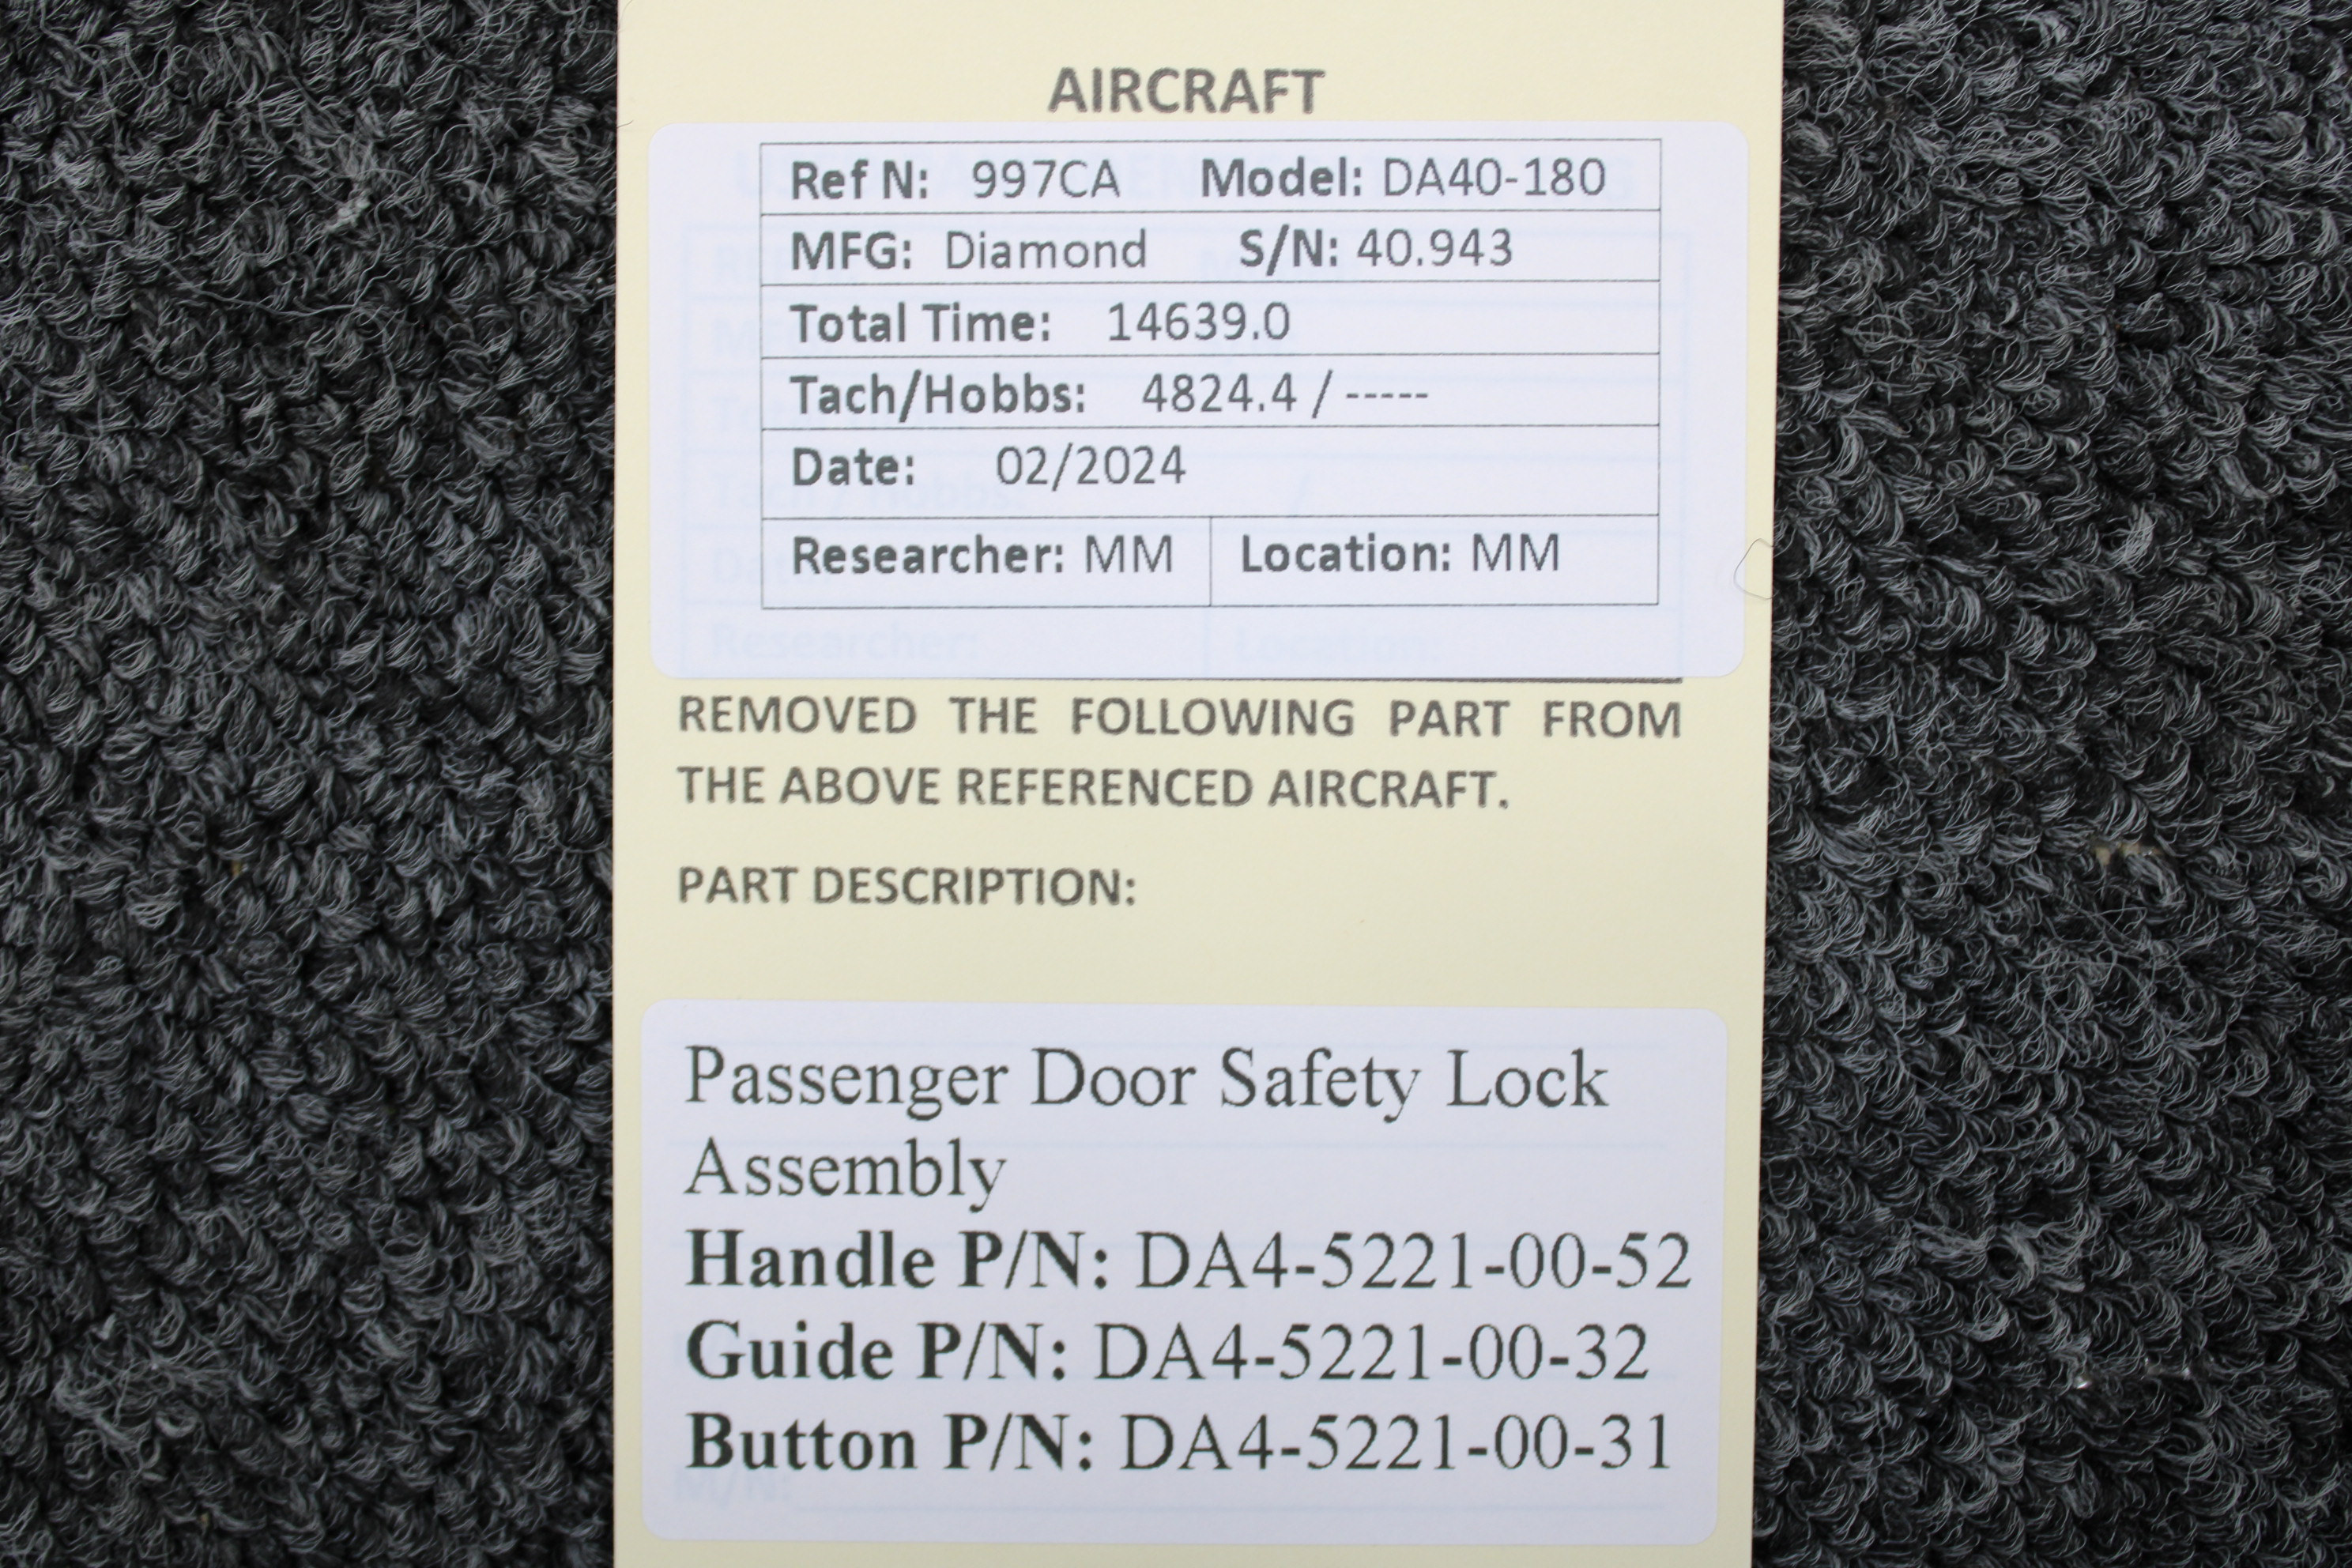 AIRCRAFT
Ref N: 997CA Model: DA40-180
MFG: Diamond S/N: 40.943
Total Time: 14639.0
Tach/Hobbs: 4824.4 / -----
Date: 02/2024
Researcher: MM Location: MM
Researcher: Location:
REMOVED THE FOLLOWING PART FROM
THE ABOVE REFERENCED AIRCRAFT.
PART DESCRIPTION:
Passenger Door Safety Lock
Assembly
Handle P/N: DA4-5221-00-52
Guide P/N: DA4-5221-00-32
Button P/N: DA4-5221-00-31
M/N: